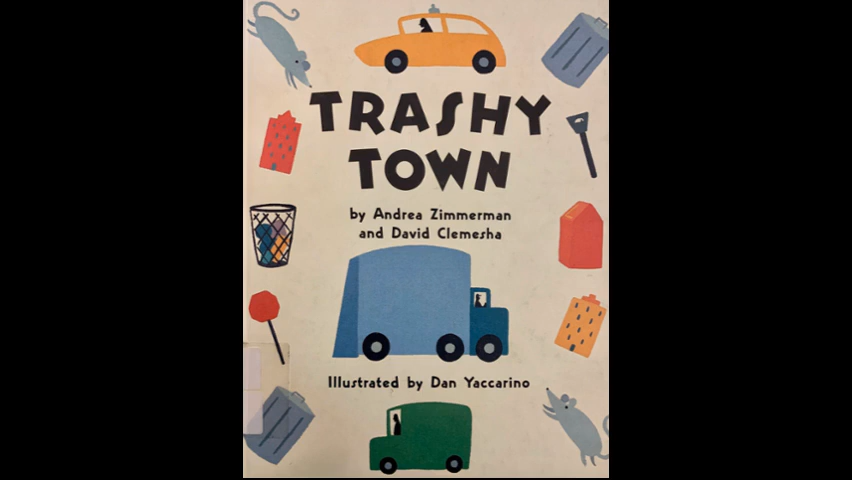 TRASHY
TOWN
by Andrea Zimmerman
and David Clemesha
Illustrated by Dan Yaccarino